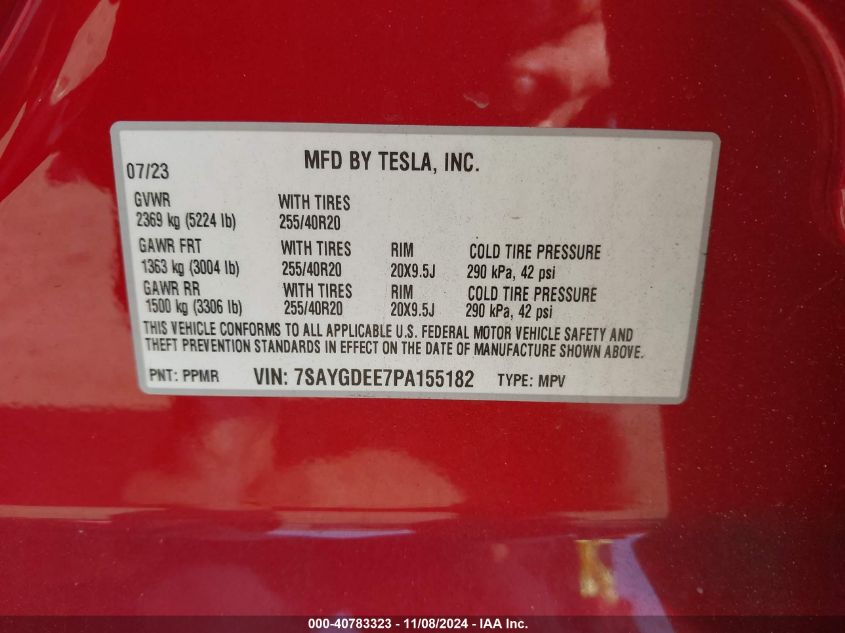 07/23 MFD BY TESLA, INC.
GVWR WITH TIRES
2369 kg (5224 lb) 255/40R20
GAWR FRT WITH TIRES RIM COLD TIRE PRESSURE
1363 kg (3004 lb) 255/40R20 20X9.5J 290 kPa, 42 psi
GAWR RR WITH TIRES RIM COLD TIRE PRESSURE
1500 kg (3306 lb) 255/40R20 20X9.5J 290 kPa, 42 psi
THIS VEHICLE CONFORMS TO ALL APPLICABLE U.S. FEDERAL MOTOR VEHICLE SAFETY AND
THEFT PREVENTION STANDARDS IN EFFECT ON THE DATE OF MANUFACTURE SHOWN ABOVE.
PNT: PPMR VIN: 7SAYGDEE7PA155182 TYPE: MPV
000-40783323 - 11/08/2024 - IAA Inc.